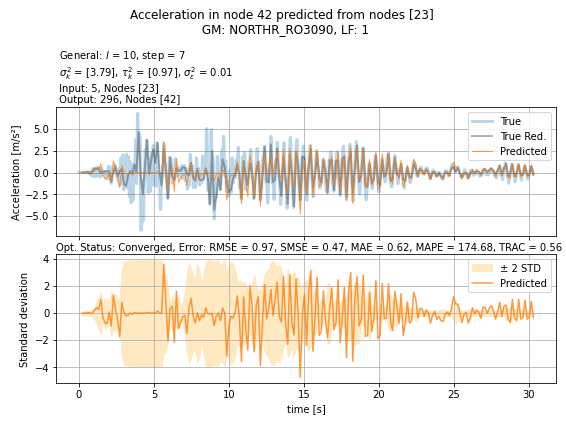 Acceleration in node 42 predicted from nodes [23]
GM: NORTHR_RO3090, LF: 1
General: l = 10, step = 7
σ²ₖ = [3.79], τ²ₖ = [0.97], σ²ε = 0.01
Input: 5, Nodes [23]
Output: 296, Nodes [42]
Acceleration [m/s²]
5.0
2.5
0.0
−2.5
−5.0
True
True Red.
Predicted
Opt. Status: Converged, Error: RMSE = 0.97, SMSE = 0.47, MAE = 0.62, MAPE = 174.68, TRAC = 0.56
Standard deviation
4
2
0
−2
−4
± 2 STD
Predicted
0 5 10 15 20 25 30
time [s]